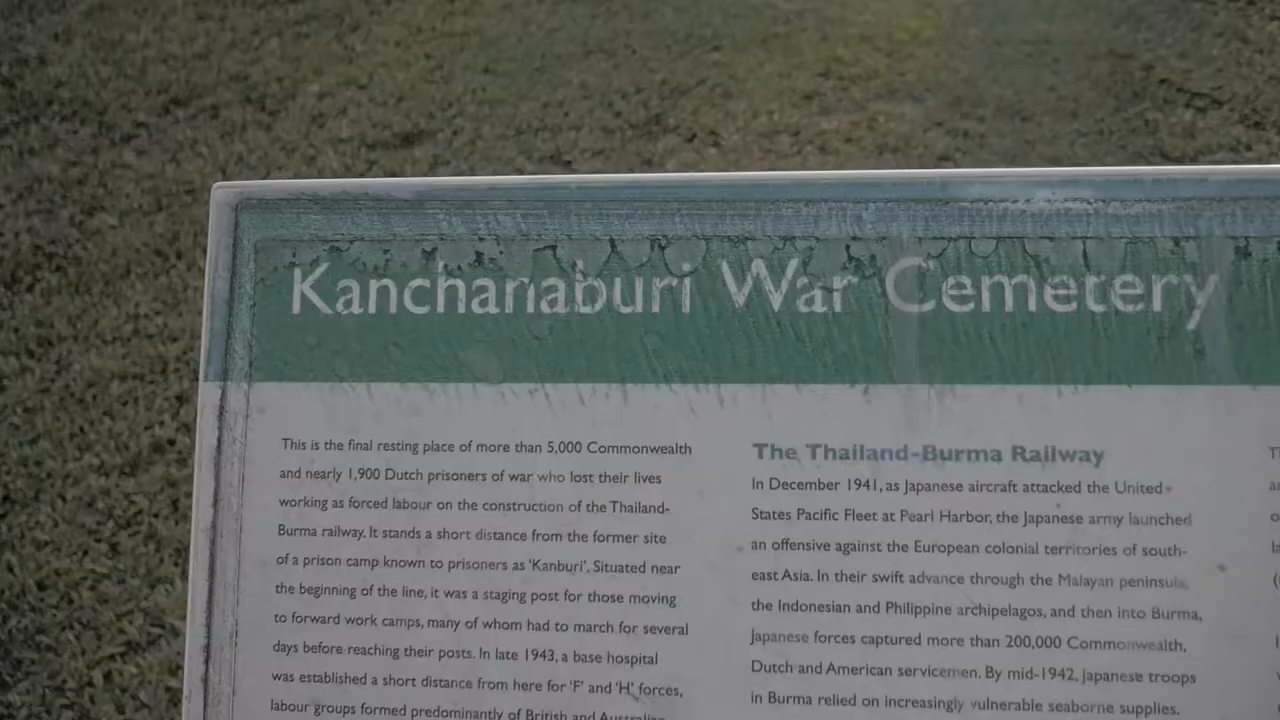 Kanchanaburi War Cemetery
This is the final resting place of more than 5,000 Commonwealth
and nearly 1,900 Dutch prisoners of war who lost their lives
working as forced labour on the construction of the Thailand-
Burma railway. It stands a short distance from the former site
of a prison camp known to prisoners as 'Kanburi'. Situated near
the beginning of the line, it was a staging post for those moving
to forward work camps, many of whom had to march for several
days before reaching their posts. In late 1943, a base hospital
was established a short distance from here for 'F' and 'H' forces,
labour groups formed predominantly of British and Australian
The Thailand-Burma Railway
In December 1941, as Japanese aircraft attacked the United
States Pacific Fleet at Pearl Harbor, the Japanese army launched
an offensive against the European colonial territories of south-
east Asia. In their swift advance through the Malayan peninsula,
the Indonesian and Philippine archipelagos, and then into Burma,
Japanese forces captured more than 200,000 Commonwealth,
Dutch and American servicemen. By mid-1942, Japanese troops
in Burma relied on increasingly vulnerable seaborne supplies.